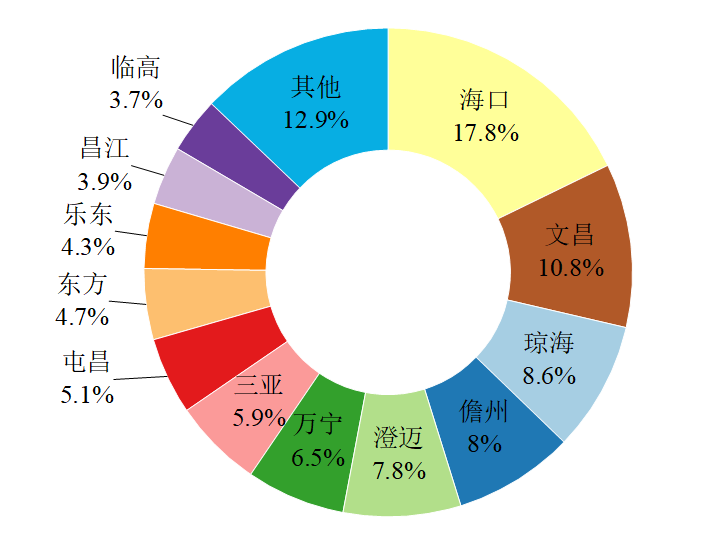 海口
17.8%
文昌
10.8%
琼海
8.6%
儋州
8%
澄迈
7.8%
万宁
6.5%
三亚
5.9%
屯昌
5.1%
东方
4.7%
乐东
4.3%
昌江
3.9%
临高
3.7%
其他
12.9%